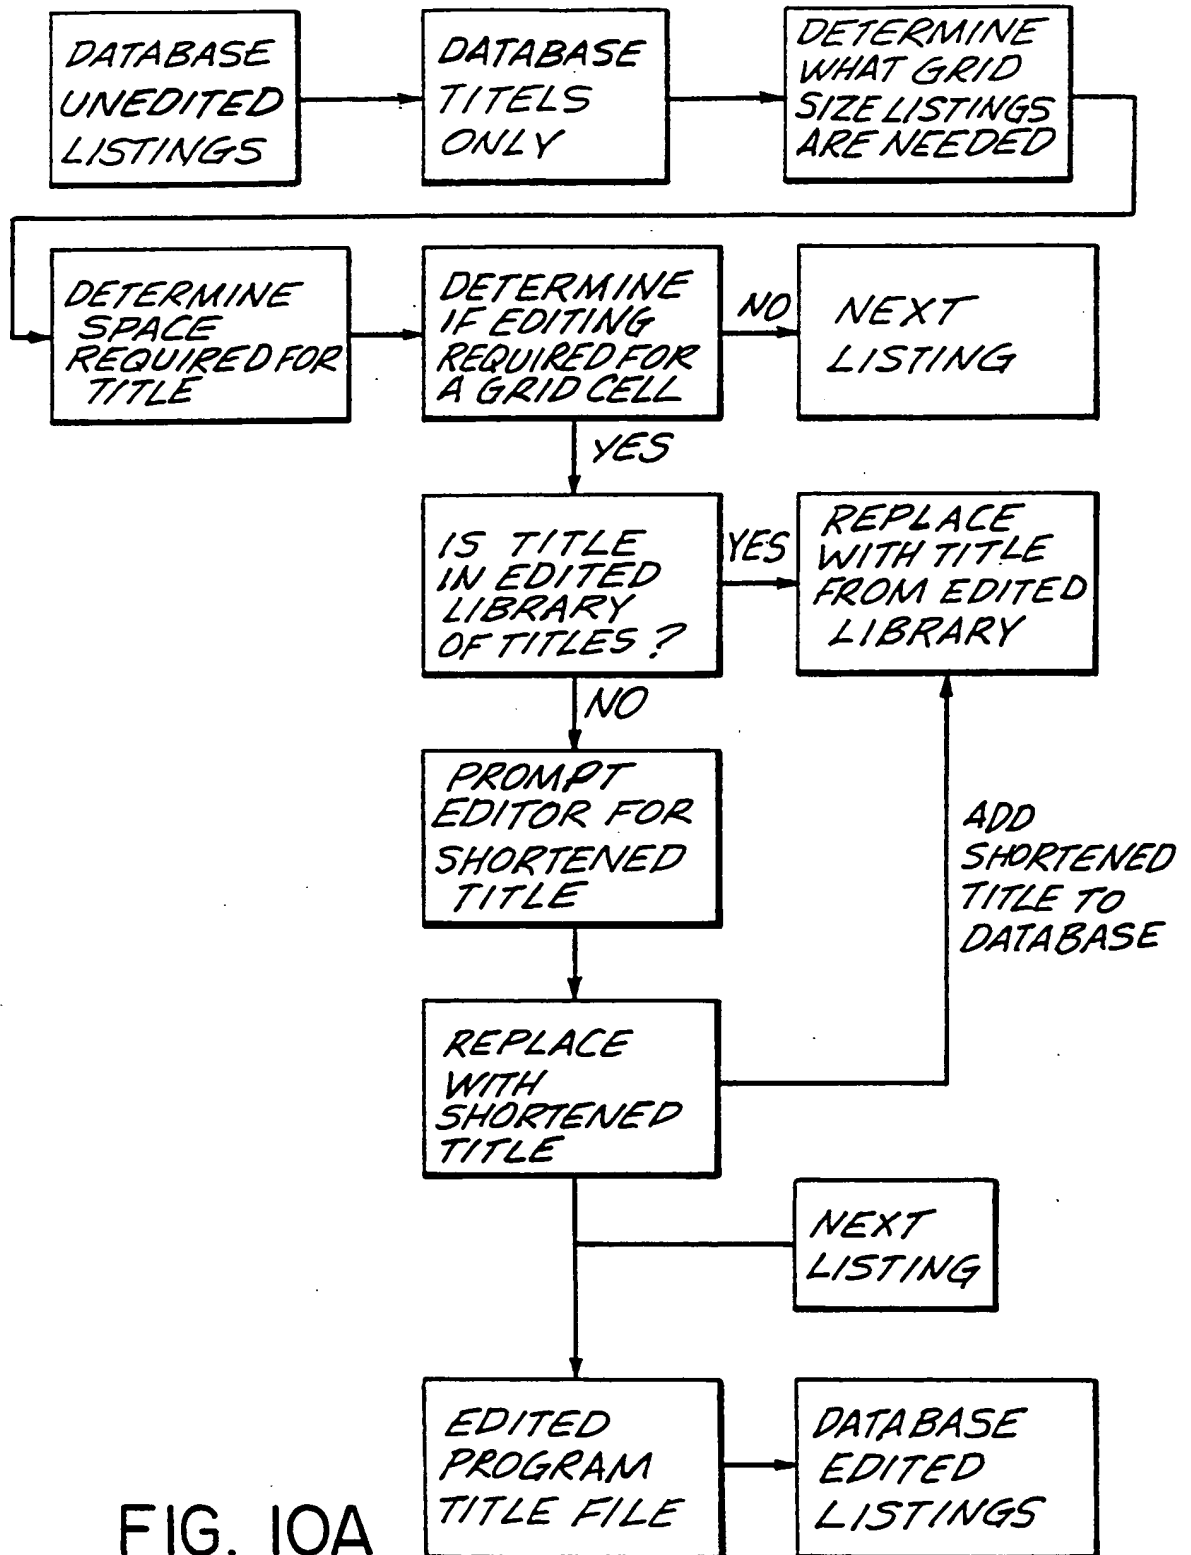 DATABASE
UNEDITED
LISTINGS
DATABASE
TITELS
ONLY
DETERMINE
WHAT GRID
SIZE LISTINGS
ARE NEEDED
DETERMINE
SPACE
REQUIRED FOR
TITLE
DETERMINE
IF EDITING
REQUIRED FOR
A GRID CELL
NO
NEXT
LISTING
YES
IS TITLE
IN EDITED
LIBRARY
OF TITLES?
YES
REPLACE
WITH TITLE
FROM EDITED
LIBRARY
NO
PROMPT
EDITOR FOR
SHORTENED
TITLE
ADD
SHORTENED
TITLE TO
DATABASE
REPLACE
WITH
SHORTENED
TITLE
NEXT
LISTING
EDITED
PROGRAM
TITLE FILE
DATABASE
EDITED
LISTINGS
FIG. 10A